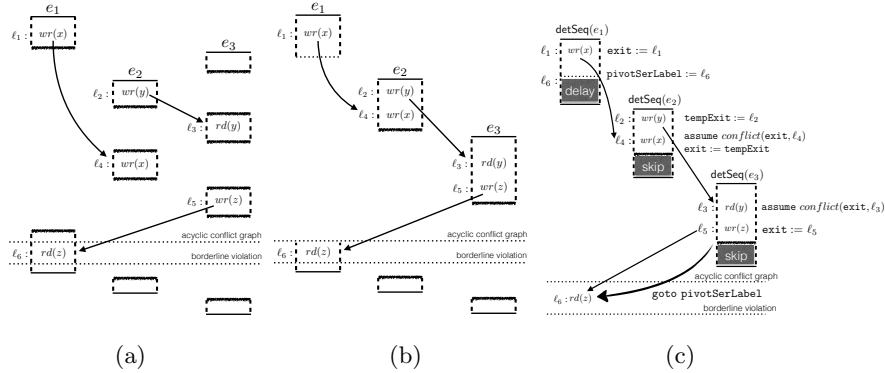 e1
ℓ1 : wr(x)
e3
e2
ℓ2 : wr(y)
ℓ3 : rd(y)
ℓ4 : wr(x)
ℓ5 : wr(z)
acyclic conflict graph
ℓ6 : rd(z)
borderline violation
(a)
e1
ℓ1 : wr(x)
e2
ℓ2 : wr(y)
ℓ4 : wr(x)
e3
ℓ3 : rd(y)
ℓ5 : wr(z)
acyclic conflict graph
ℓ6 : rd(z)
borderline violation
(b)
detSeq(e1)
ℓ1 : wr(x) exit := ℓ1
ℓ6 : pivotSerLabel := ℓ6
delay
detSeq(e2)
ℓ2 : wr(y) tempExit := ℓ2
ℓ4 : wr(x) assume conflict(exit, ℓ4)
exit := tempExit
skip
detSeq(e3)
ℓ3 : rd(y) assume conflict(exit, ℓ3)
ℓ5 : wr(z) exit := ℓ5
skip
acyclic conflict graph
ℓ6 : rd(z) goto pivotSerLabel
borderline violation
(c)